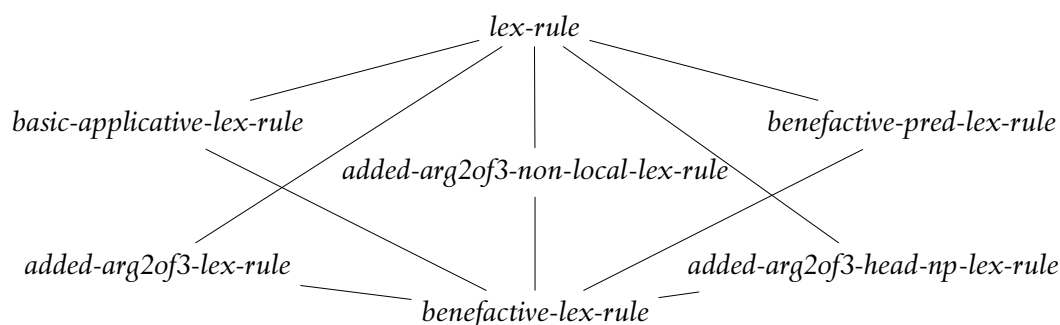 lex-rule
basic-applicative-lex-rule
benefactive-pred-lex-rule
added-arg2of3-non-local-lex-rule
added-arg2of3-lex-rule
added-arg2of3-head-np-lex-rule
benefactive-lex-rule